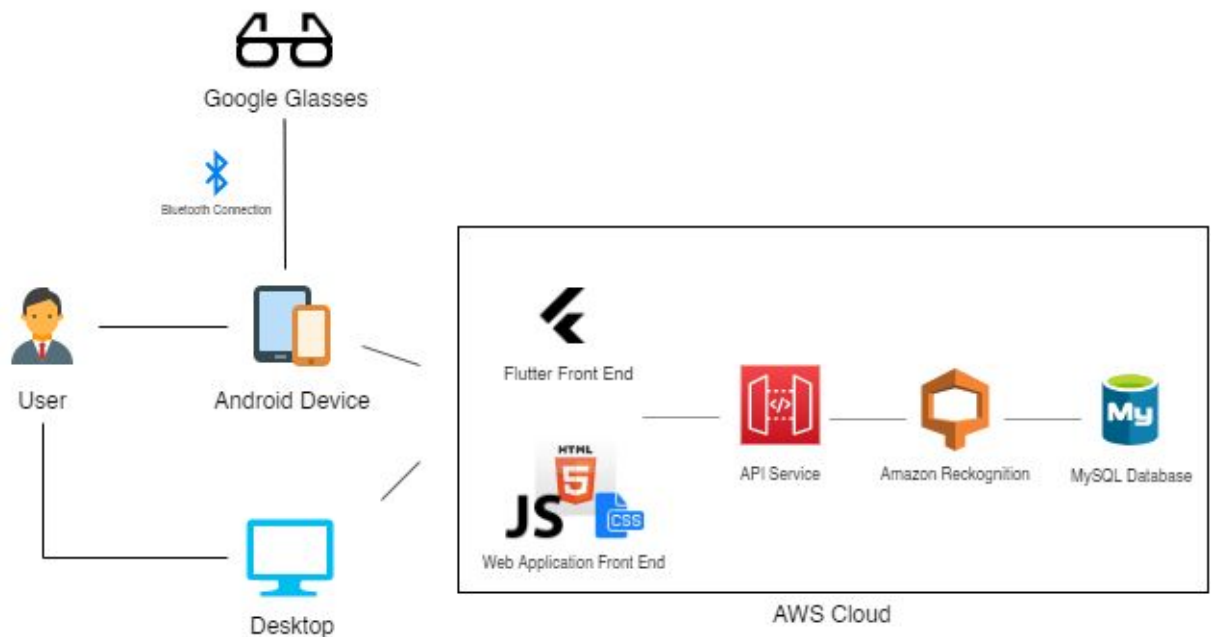 Google Glasses
Bluetooth Connection
User
Android Device
Flutter Front End
</>
API Service
Amazon Reckognition
My
MySQL Database
HTML
5
JS
CSS
Web Application Front End
Desktop
AWS Cloud